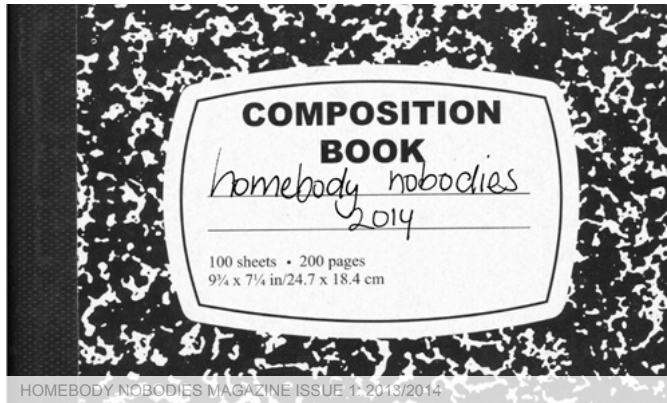 COMPOSITION
BOOK
homebody nobodies
2014
100 sheets • 200 pages
9¾ x 7¼ in/24.7 x 18.4 cm
HOMEBODY NOBODIES MAGAZINE ISSUE 1: 2013/2014